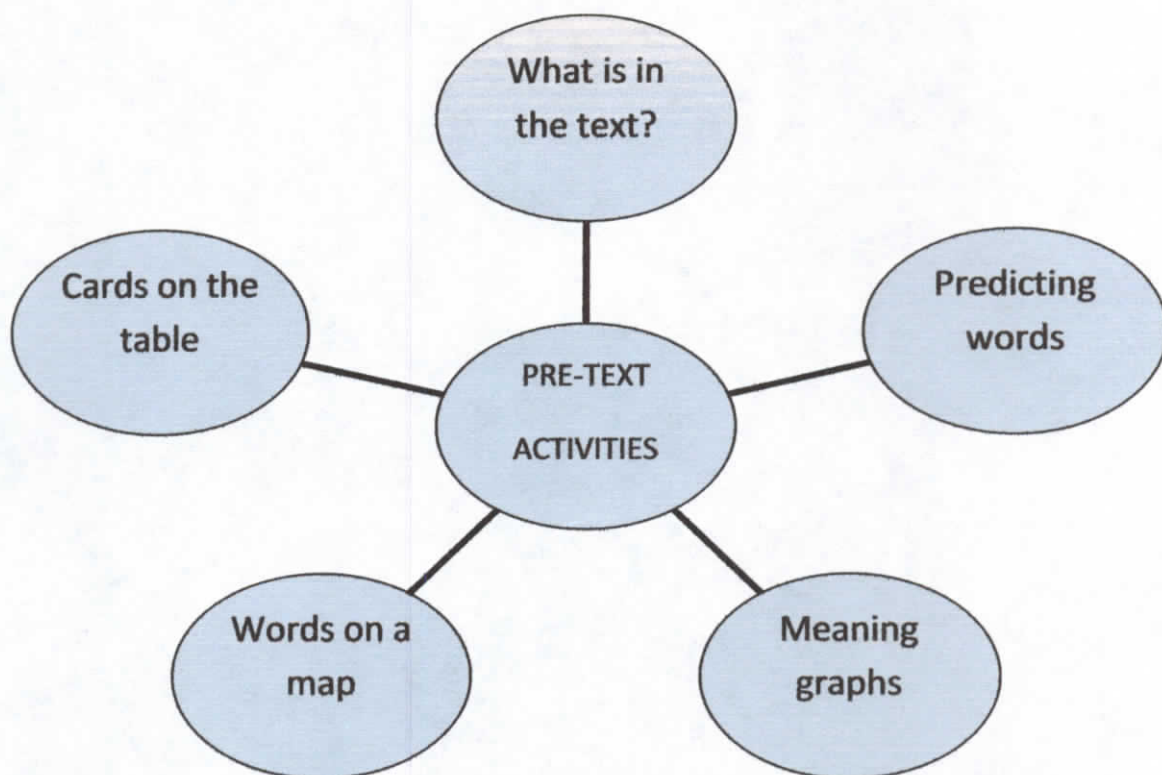 What is in
the text?
Cards on the
table
Predicting
words
PRE-TEXT
ACTIVITIES
Words on a
map
Meaning
graphs